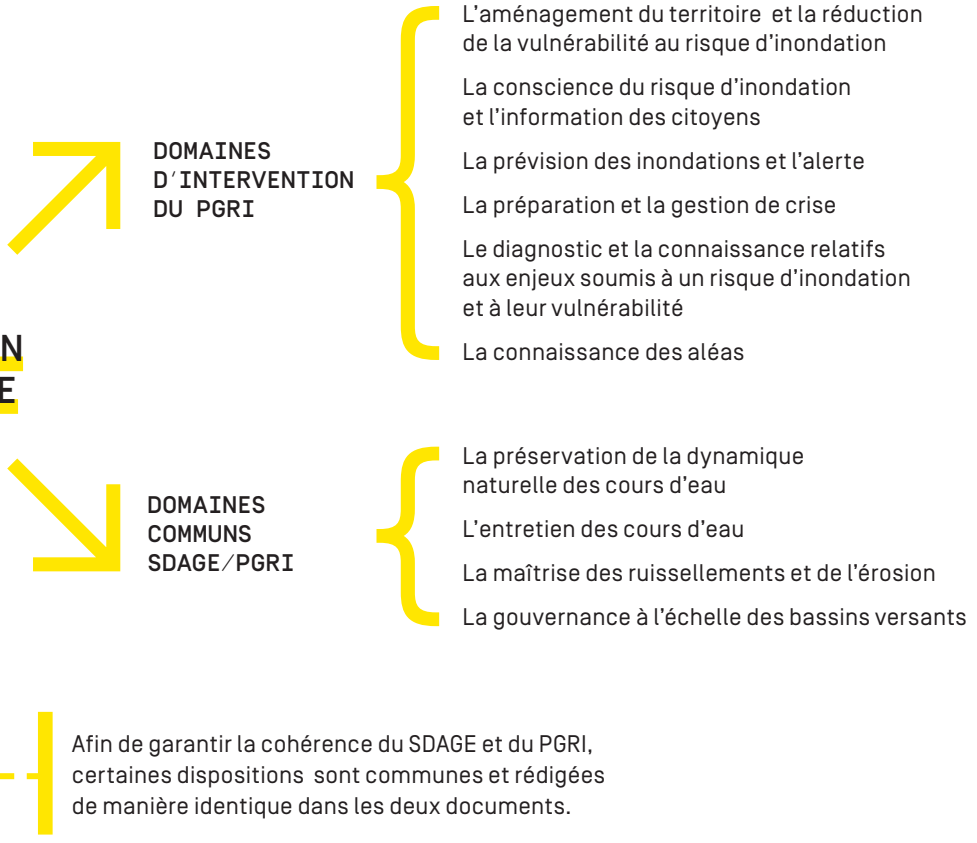 L'aménagement du territoire et la réduction
de la vulnérabilité au risque d'inondation
La conscience du risque d'inondation
et l'information des citoyens
DOMAINES
D'INTERVENTION
DU PGRI
La prévision des inondations et l'alerte
La préparation et la gestion de crise
Le diagnostic et la connaissance relatifs
aux enjeux soumis à un risque d'inondation
et à leur vulnérabilité
La connaissance des aléas
N
E
DOMAINES
COMMUNS
SDAGE/PGRI
La préservation de la dynamique
naturelle des cours d'eau
L'entretien des cours d'eau
La maîtrise des ruissellements et de l'érosion
La gouvernance à l'échelle des bassins versants
Afin de garantir la cohérence du SDAGE et du PGRI,
certaines dispositions sont communes et rédigées
de manière identique dans les deux documents.